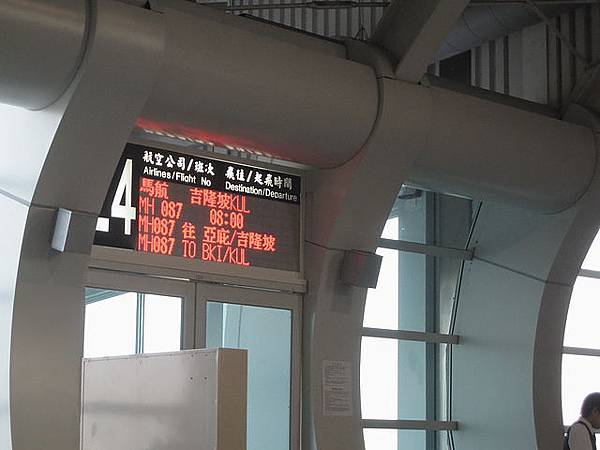 4
航空公司/班次 飛往/起飛時間
Airlines/Flight No Destination/Departure
馬航 吉隆坡KUL
MH 087 08:00
MH087 往 亞庇/吉隆坡
MH087 TO BKI/KUL